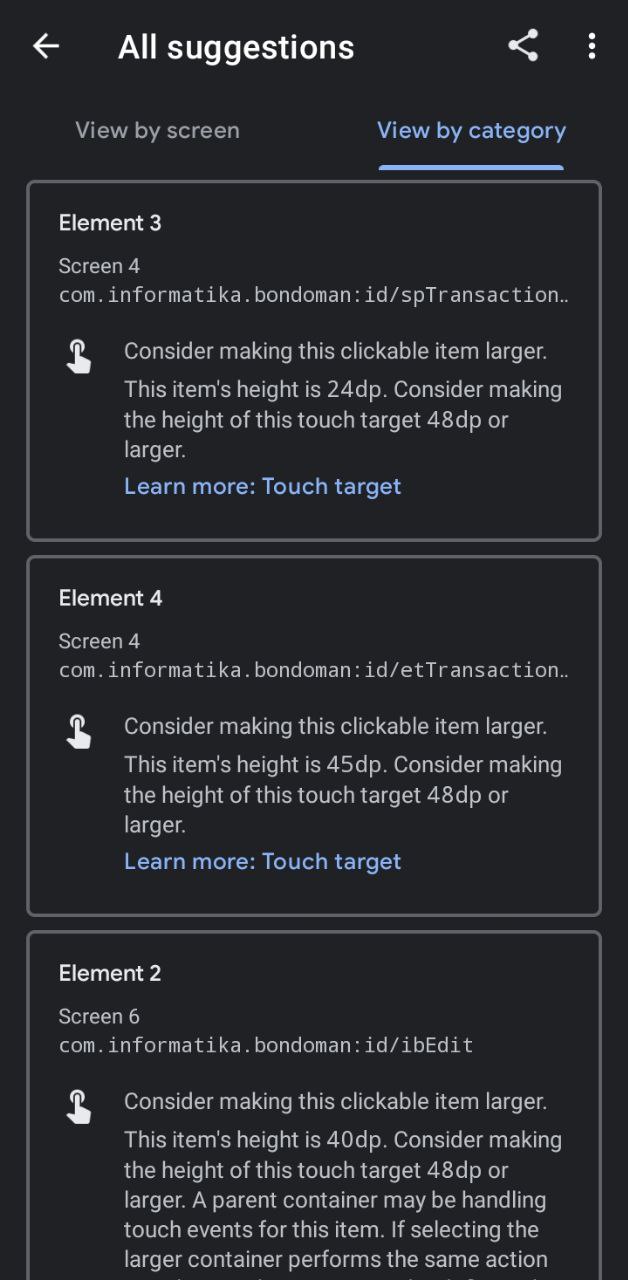 All suggestions
View by screen
View by category
Element 3
Screen 4
com.informatika.bondoman:id/spTransaction..
Consider making this clickable item larger.
This item's height is 24dp. Consider making
the height of this touch target 48dp or
larger.
Learn more: Touch target
Element 4
Screen 4
com.informatika.bondoman:id/etTransaction..
Consider making this clickable item larger.
This item's height is 45dp. Consider making
the height of this touch target 48dp or
larger.
Learn more: Touch target
Element 2
Screen 6
com.informatika.bondoman:id/ibEdit
Consider making this clickable item larger.
This item's height is 40dp. Consider making
the height of this touch target 48dp or
larger. A parent container may be handling
touch events for this item. If selecting the
larger container performs the same action